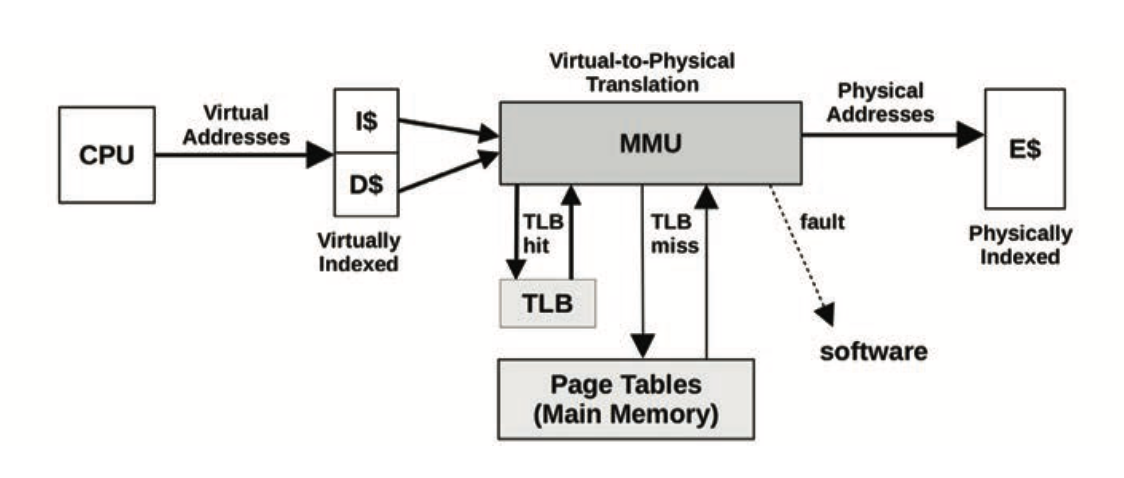 Virtual-to-Physical
Translation
CPU
Virtual
Addresses
I$
D$
Virtually
Indexed
MMU
Physical
Addresses
E$
Physically
Indexed
TLB
hit
TLB
miss
fault
TLB
software
Page Tables
(Main Memory)